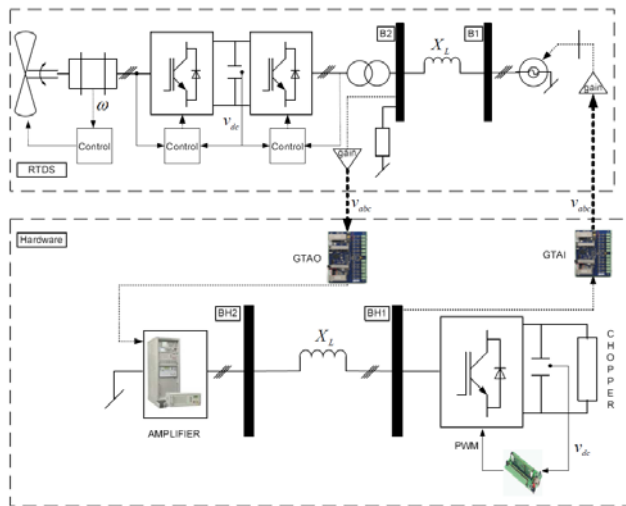 B2
X_L
B1
gain
ω
v_dc
Control
Control
Control
gain
RTDS
v_abc
v_abc
Hardware
GTAO
GTAI
BH2
X_L
BH1
CHOPPER
AMPLIFIER
PWM
v_dc